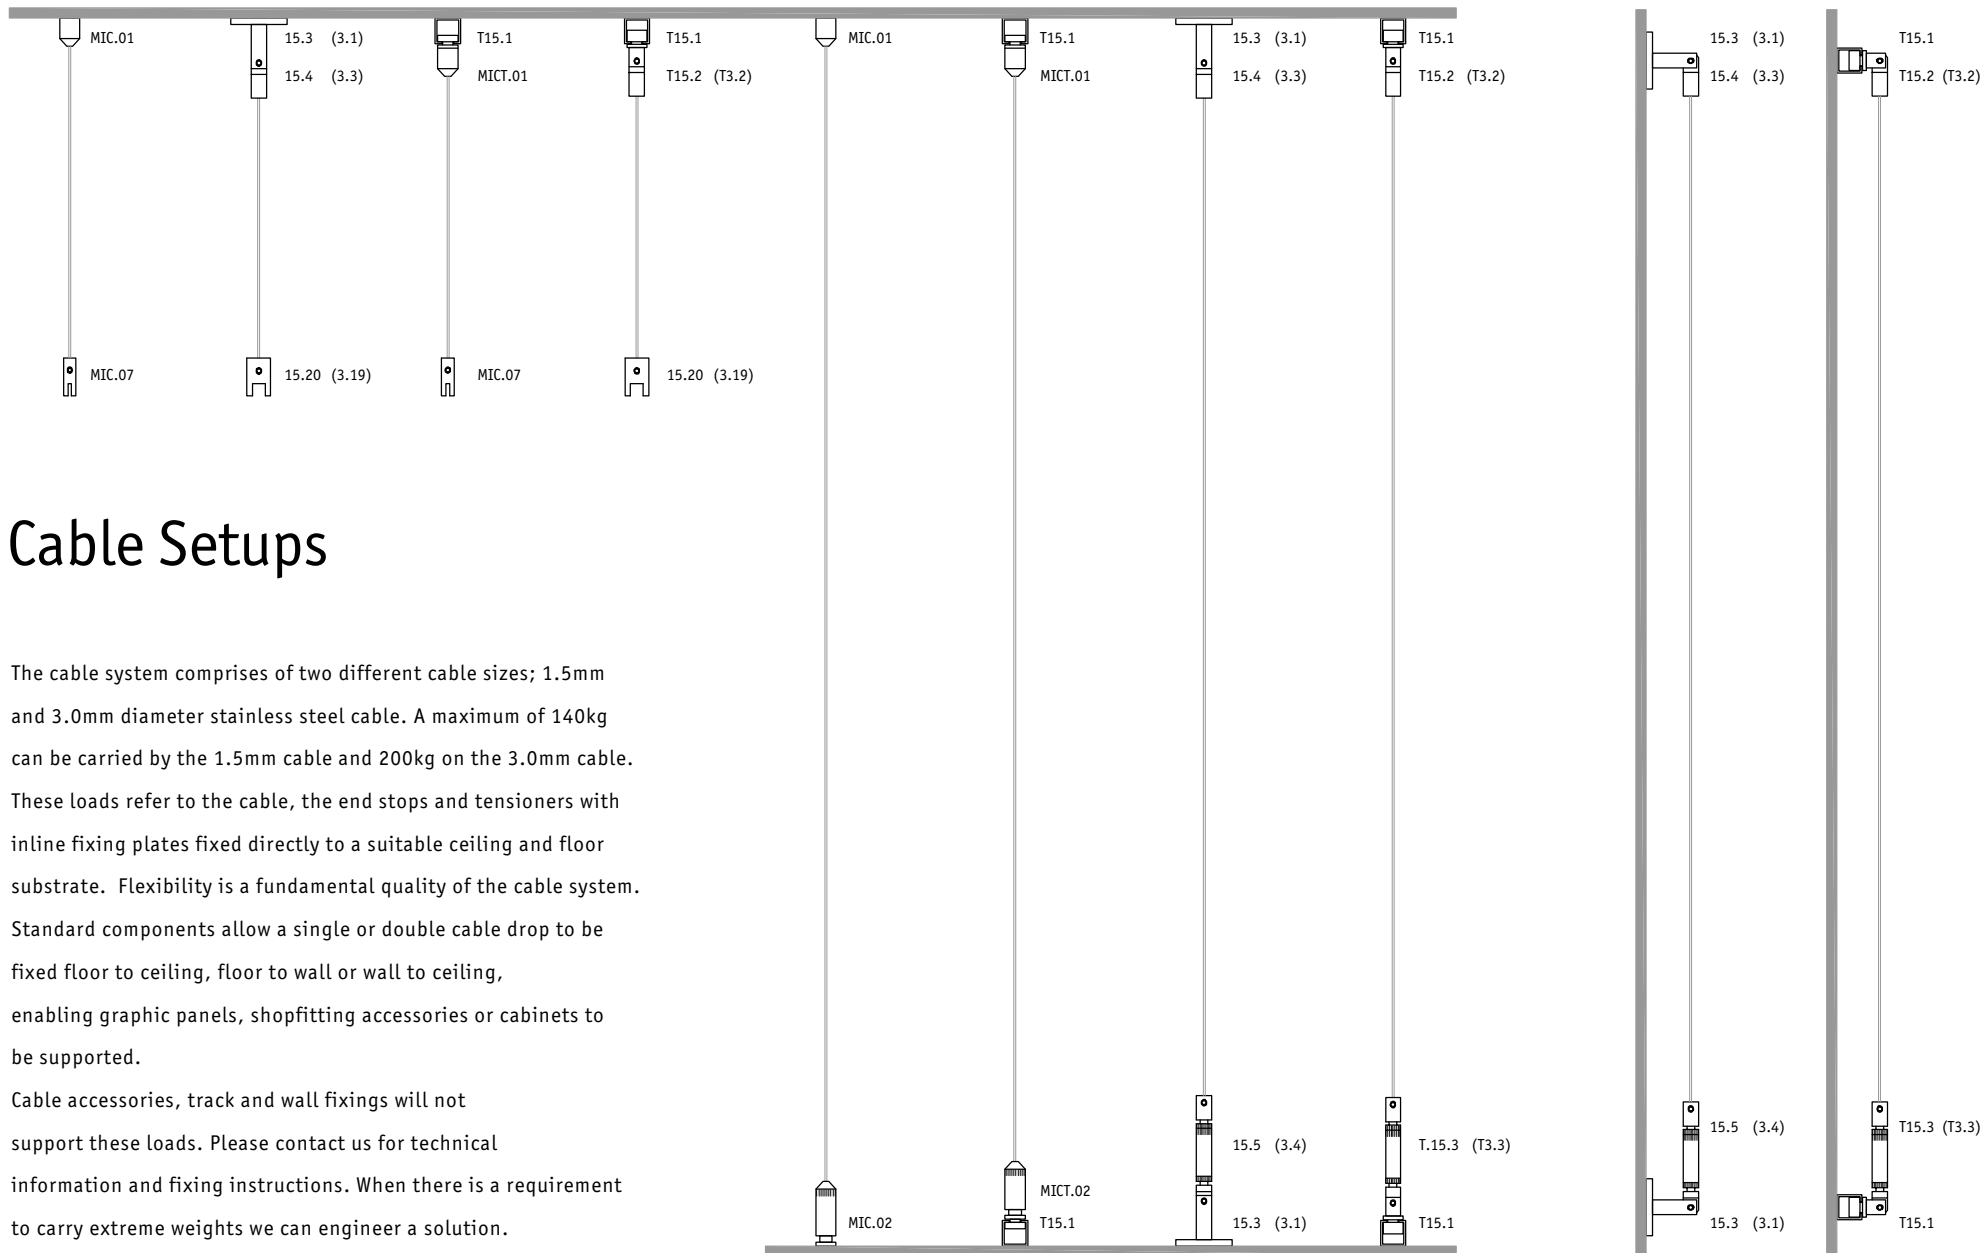 MIC.01
15.3 (3.1)
T15.1
T15.1
MIC.01
T15.1
15.3 (3.1)
T15.1
15.3 (3.1)
T15.1
15.4 (3.3)
MICT.01
T15.2 (T3.2)
MICT.01
15.4 (3.3)
T15.2 (T3.2)
15.4 (3.3)
T15.2 (T3.2)
MIC.07
15.20 (3.19)
MIC.07
15.20 (3.19)
Cable Setups
The cable system comprises of two different cable sizes; 1.5mm
and 3.0mm diameter stainless steel cable. A maximum of 140kg
can be carried by the 1.5mm cable and 200kg on the 3.0mm cable.
These loads refer to the cable, the end stops and tensioners with
inline fixing plates fixed directly to a suitable ceiling and floor
substrate. Flexibility is a fundamental quality of the cable system.
Standard components allow a single or double cable drop to be
fixed floor to ceiling, floor to wall or wall to ceiling,
enabling graphic panels, shopfitting accessories or cabinets to
be supported.
Cable accessories, track and wall fixings will not
support these loads. Please contact us for technical
information and fixing instructions. When there is a requirement
to carry extreme weights we can engineer a solution.
15.5 (3.4)
T.15.3 (T3.3)
15.5 (3.4)
T15.3 (T3.3)
MICT.02
MIC.02
T15.1
15.3 (3.1)
T15.1
15.3 (3.1)
T15.1